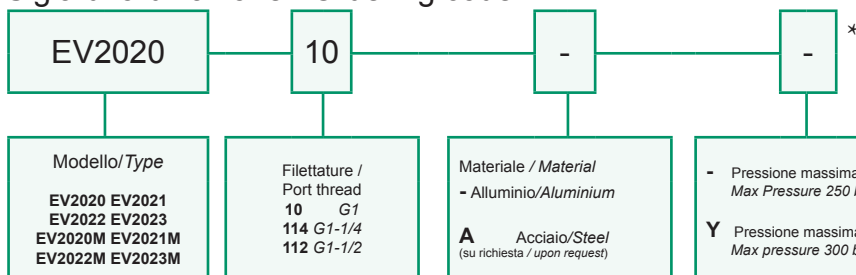 EV2020
10
-
-
*
Modello/Type
EV2020 EV2021
EV2022 EV2023
EV2020M EV2021M
EV2022M EV2023M
Filettature /
Port thread
10 G1
114 G1-1/4
112 G1-1/2
Materiale / Material
- Alluminio/Aluminium
A Acciaio/Steel
(su richiesta / upon request)
- Pressione massima
Max Pressure 250
Y Pressione massima
Max pressure 300